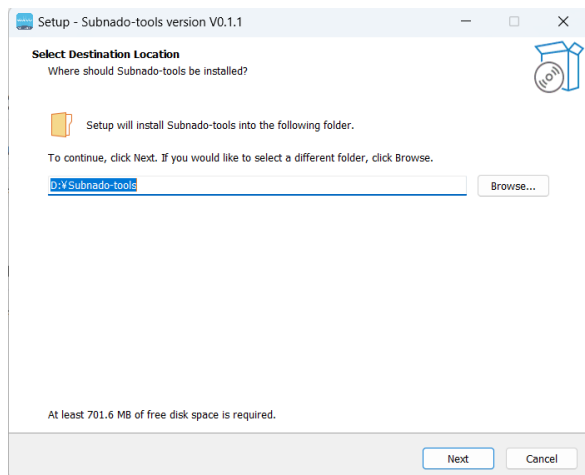 Setup - Subnado-tools version V0.1.1
Select Destination Location
Where should Subnado-tools be installed?
Setup will install Subnado-tools into the following folder.
To continue, click Next. If you would like to select a different folder, click Browse.
D:¥Subnado-tools
Browse...
At least 701.6 MB of free disk space is required.
Next
Cancel